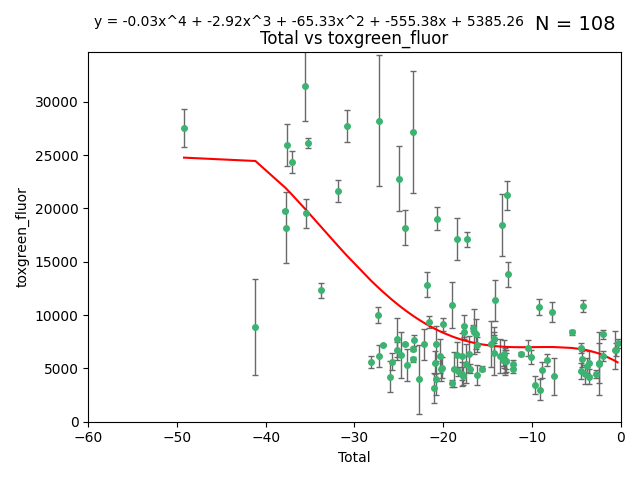 y = -0.03x^4 + -2.92x^3 + -65.33x^2 + -555.38x + 5385.26 N = 108
Total vs toxgreen_fluor
30000
25000
20000
15000
10000
5000
0
toxgreen_fluor
−60 −50 −40 −30 −20 −10 0
Total